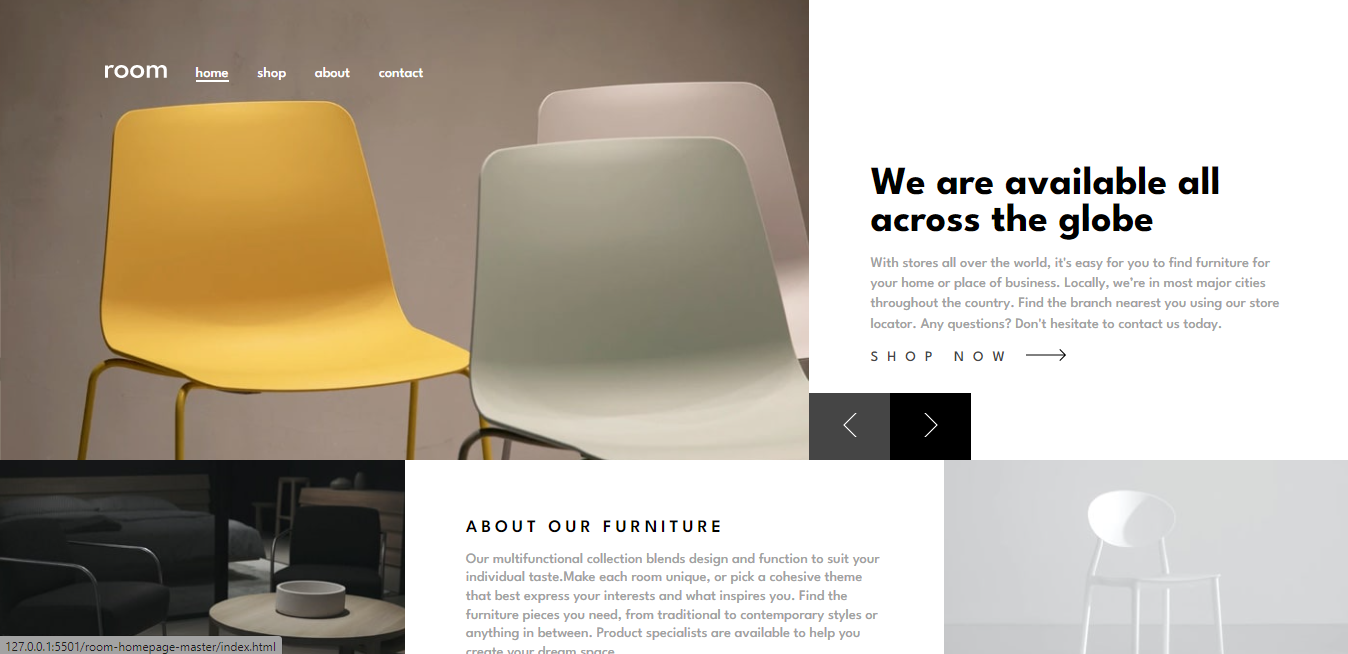 room home shop about contact
We are available all
across the globe
With stores all over the world, it's easy for you to find furniture for
your home or place of business. Locally, we're in most major cities
throughout the country. Find the branch nearest you using our store
locator. Any questions? Don't hesitate to contact us today.
SHOP NOW
ABOUT OUR FURNITURE
Our multifunctional collection blends design and function to suit your
individual taste.Make each room unique, or pick a cohesive theme
that best express your interests and what inspires you. Find the
furniture pieces you need, from traditional to contemporary styles or
anything in between. Product specialists are available to help you
create your dream space.
127.0.0.1:5501/room-homepage-master/index.html